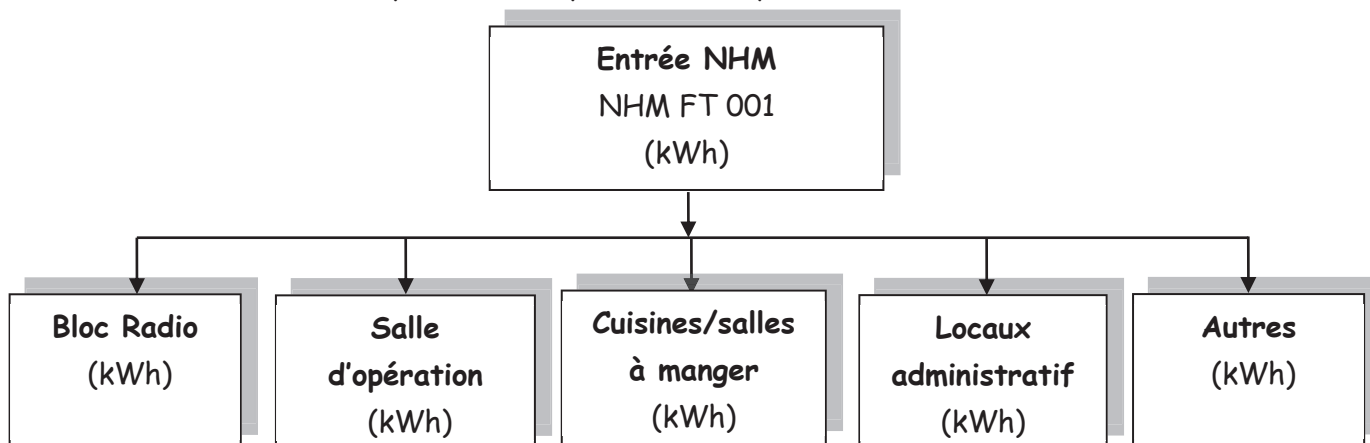 Entrée NHM
NHM FT 001
(kWh)
Bloc Radio
(kWh)
Salle
d'opération
(kWh)
Cuisines/salles
à manger
(kWh)
Locaux
administratif
(kWh)
Autres
(kWh)